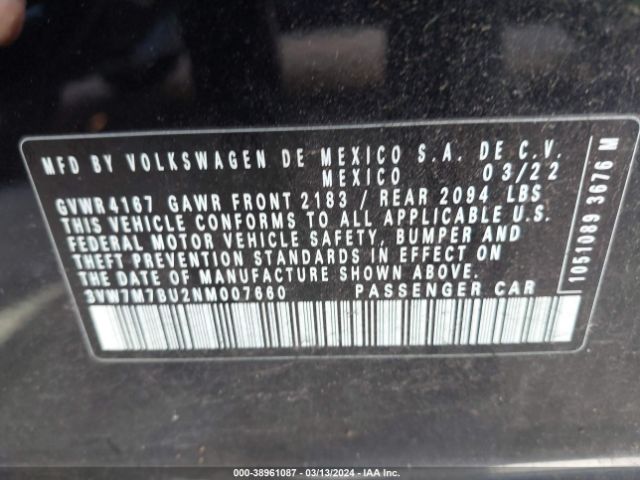 MFD BY VOLKSWAGEN DE MEXICO S.A. DE C.V.
MEXICO 03/22
GVWR4167 GAWR FRONT 2183 / REAR 2094 LBS
THIS VEHICLE CONFORMS TO ALL APPLICABLE U.S.
FEDERAL MOTOR VEHICLE SAFETY, BUMPER AND
THEFT PREVENTION STANDARDS IN EFFECT ON
THE DATE OF MANUFACTURE SHOWN ABOVE.
3VW7M7BU2NM007660 PASSENGER CAR
1051089 3676 M
000-38961087 - 03/13/2024 - IAA Inc.